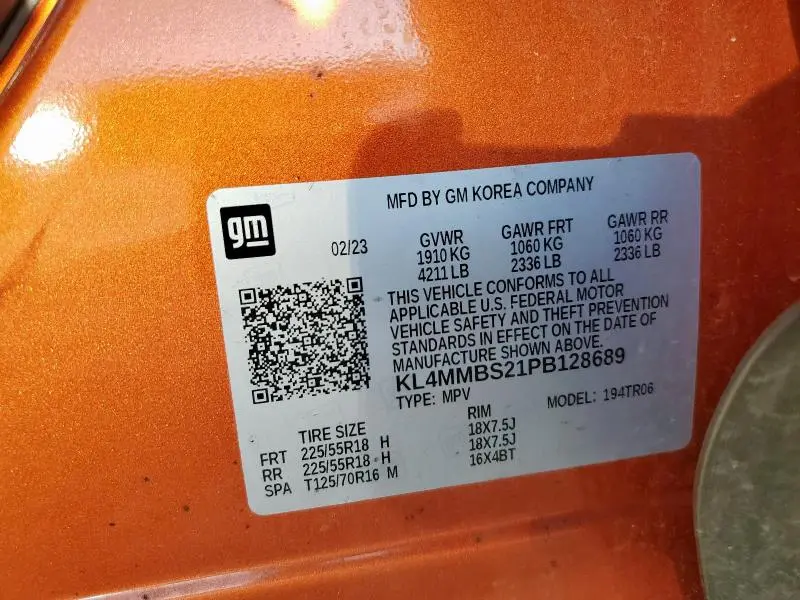 gm
MFD BY GM KOREA COMPANY
02/23
GVWR GAWR FRT GAWR RR
1910 KG 1060 KG 1060 KG
4211 LB 2336 LB 2336 LB
THIS VEHICLE CONFORMS TO ALL
APPLICABLE U.S. FEDERAL MOTOR
VEHICLE SAFETY AND THEFT PREVENTION
STANDARDS IN EFFECT ON THE DATE OF
MANUFACTURE SHOWN ABOVE.
KL4MMBS21PB128689
TYPE: MPV MODEL: 194TR06
TIRE SIZE RIM
FRT 225/55R18 H 18X7.5J
RR 225/55R18 H 18X7.5J
SPA T125/70R16 M 16X4BT